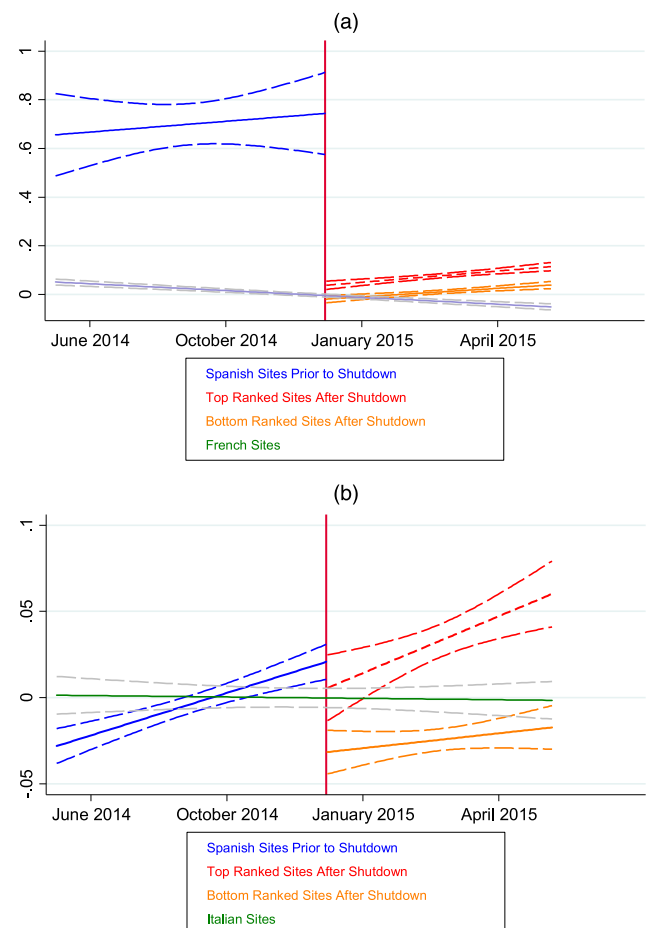 (a)
1
.8
.6
.4
.2
0
June 2014 October 2014 January 2015 April 2015
Spanish Sites Prior to Shutdown
Top Ranked Sites After Shutdown
Bottom Ranked Sites After Shutdown
French Sites
(b)
.1
.05
0
-.05
June 2014 October 2014 January 2015 April 2015
Spanish Sites Prior to Shutdown
Top Ranked Sites After Shutdown
Bottom Ranked Sites After Shutdown
Italian Sites